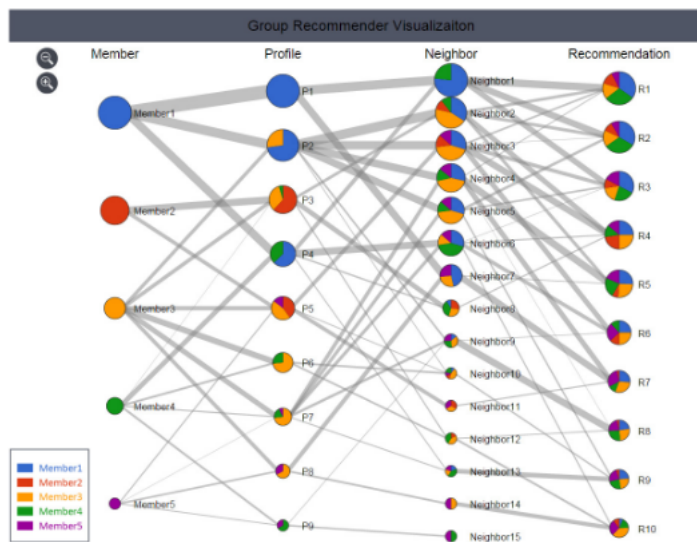 Group Recommender Visualizaiton
Member Profile Neighbor Recommendation
Member1
Member2
Member3
Member4
Member5
P1
P2
P3
P4
P5
P6
P7
P8
P9
Neighbor1
Neighbor2
Neighbor3
Neighbor4
Neighbor5
Neighbor6
Neighbor7
Neighbor8
Neighbor9
Neighbor10
Neighbor11
Neighbor12
Neighbor13
Neighbor14
Neighbor15
R1
R2
R3
R4
R5
R6
R7
R8
R9
R10
Member1
Member2
Member3
Member4
Member5